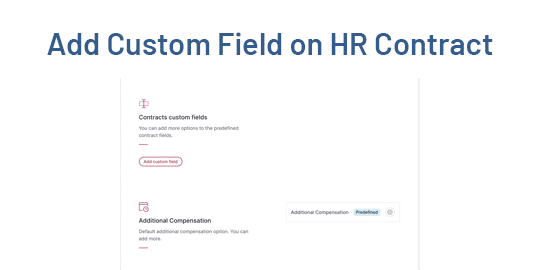 Add Custom Field on HR Contract
Contracts custom fields
You can add more options to the predefined
contract fields.
Add custom field
Additional Compensation
Default additional compensation option. You can
add more.
Additional Compensation Predefined